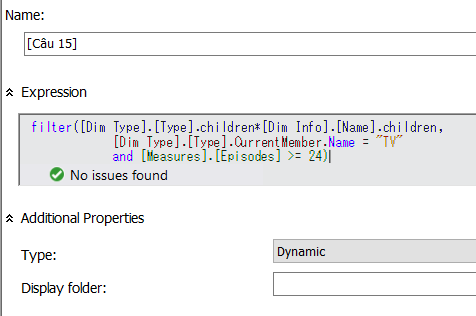 Name:
[Câu 15]
Expression
filter([Dim Type].[Type].children*[Dim Info].[Name].children,
[Dim Type].[Type].CurrentMember.Name = "TV"
and [Measures].[Episodes] >= 24)
No issues found
Additional Properties
Type:
Dynamic
Display folder: